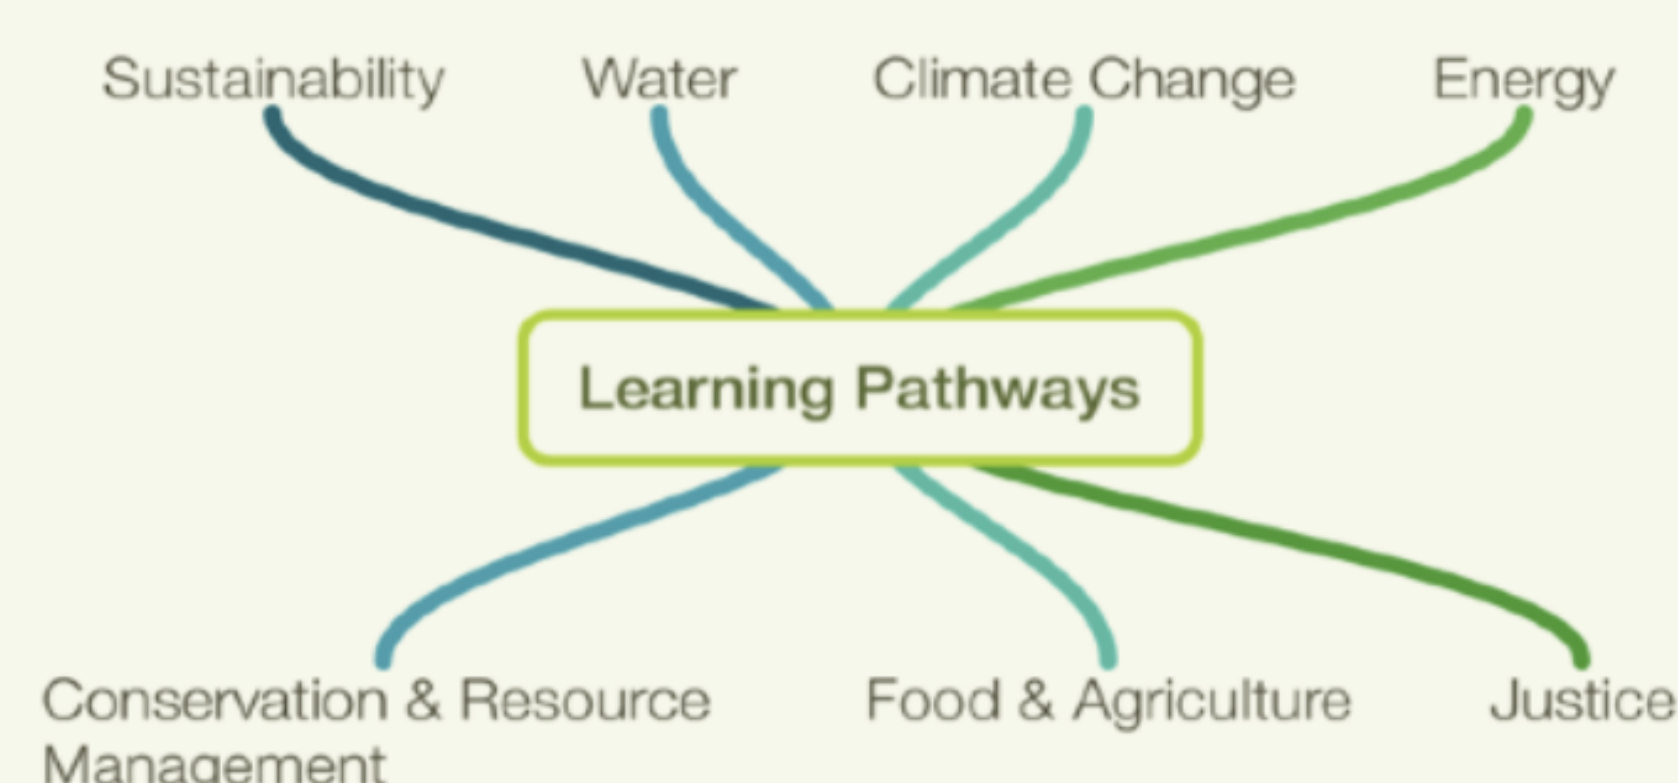 Sustainability
Water
Climate Change
Energy
Learning Pathways
Conservation & Resource
Management
Food & Agriculture
Justice